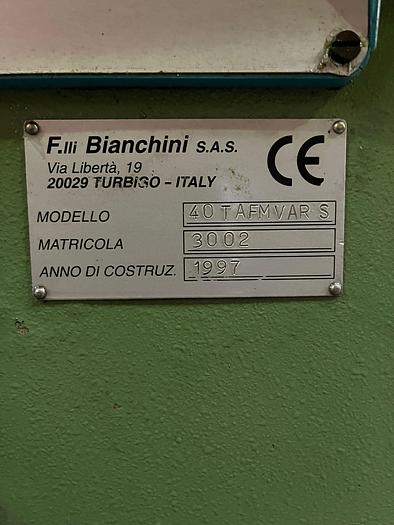 F.lli Bianchini S.A.S.
Via Libertà, 19
20029 TURBIGO - ITALY
CE
MODELLO 40 TAFMVAR S
MATRICOLA 3002
ANNO DI COSTRUZ. 1997